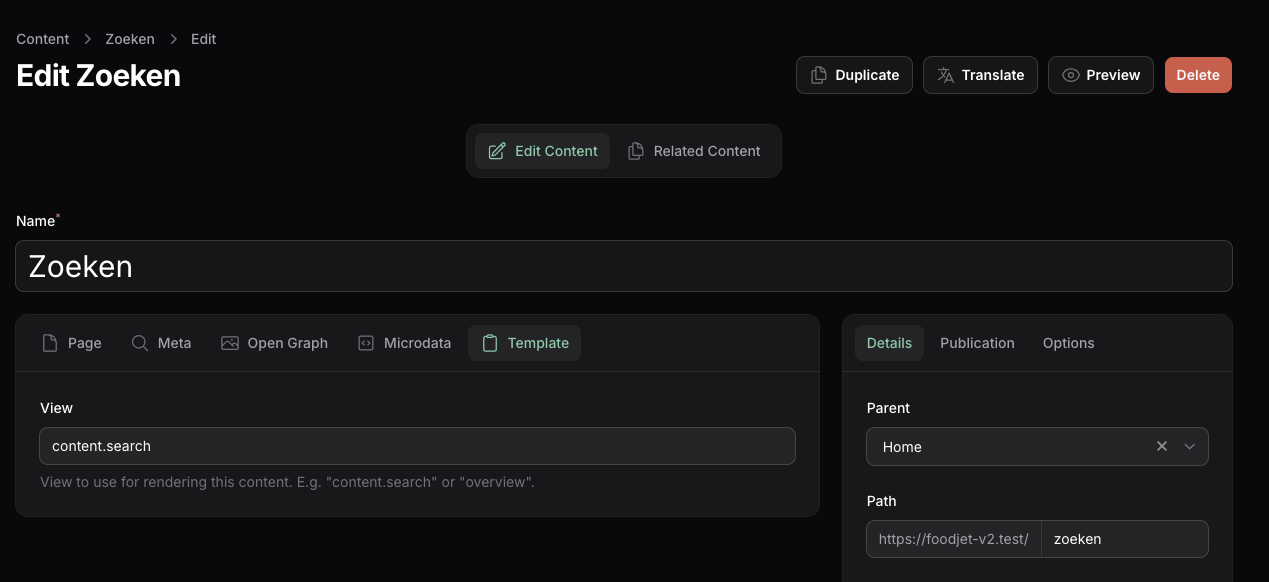 Content > Zoeken > Edit
Edit Zoeken
Duplicate
Translate
Preview
Delete
Edit Content
Related Content
Name*
Zoeken
Page
Meta
Open Graph
Microdata
Template
View
content.search
View to use for rendering this content. E.g. "content.search" or "overview".
Details
Publication
Options
Parent
Home
Path
https://foodjet-v2.test/ zoeken